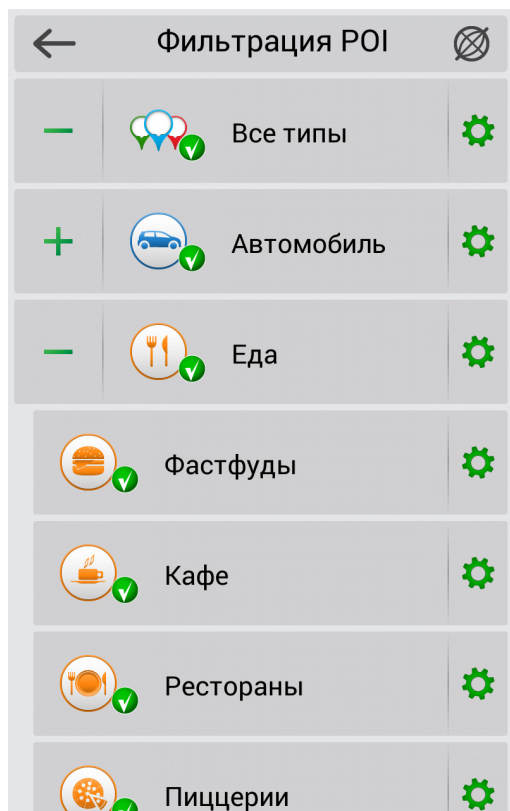 Фильтрация POI
Все типы
Автомобиль
Еда
Фастфуды
Кафе
Рестораны
Пиццерии